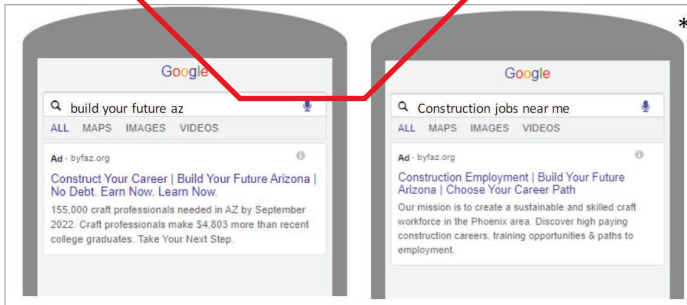 *
Google
build your future az
ALL MAPS IMAGES VIDEOS
Ad · byfaz.org
Construct Your Career | Build Your Future Arizona |
No Debt. Earn Now. Learn Now.
155,000 craft professionals needed in AZ by September
2022. Craft professionals make $4,803 more than recent
college graduates. Take Your Next Step.
Google
Construction jobs near me
ALL MAPS IMAGES VIDEOS
Ad · byfaz.org
Construction Employment | Build Your Future
Arizona | Choose Your Career Path
Our mission is to create a sustainable and skilled craft
workforce in the Phoenix area. Discover high paying
construction careers, training opportunities & paths to
employment.